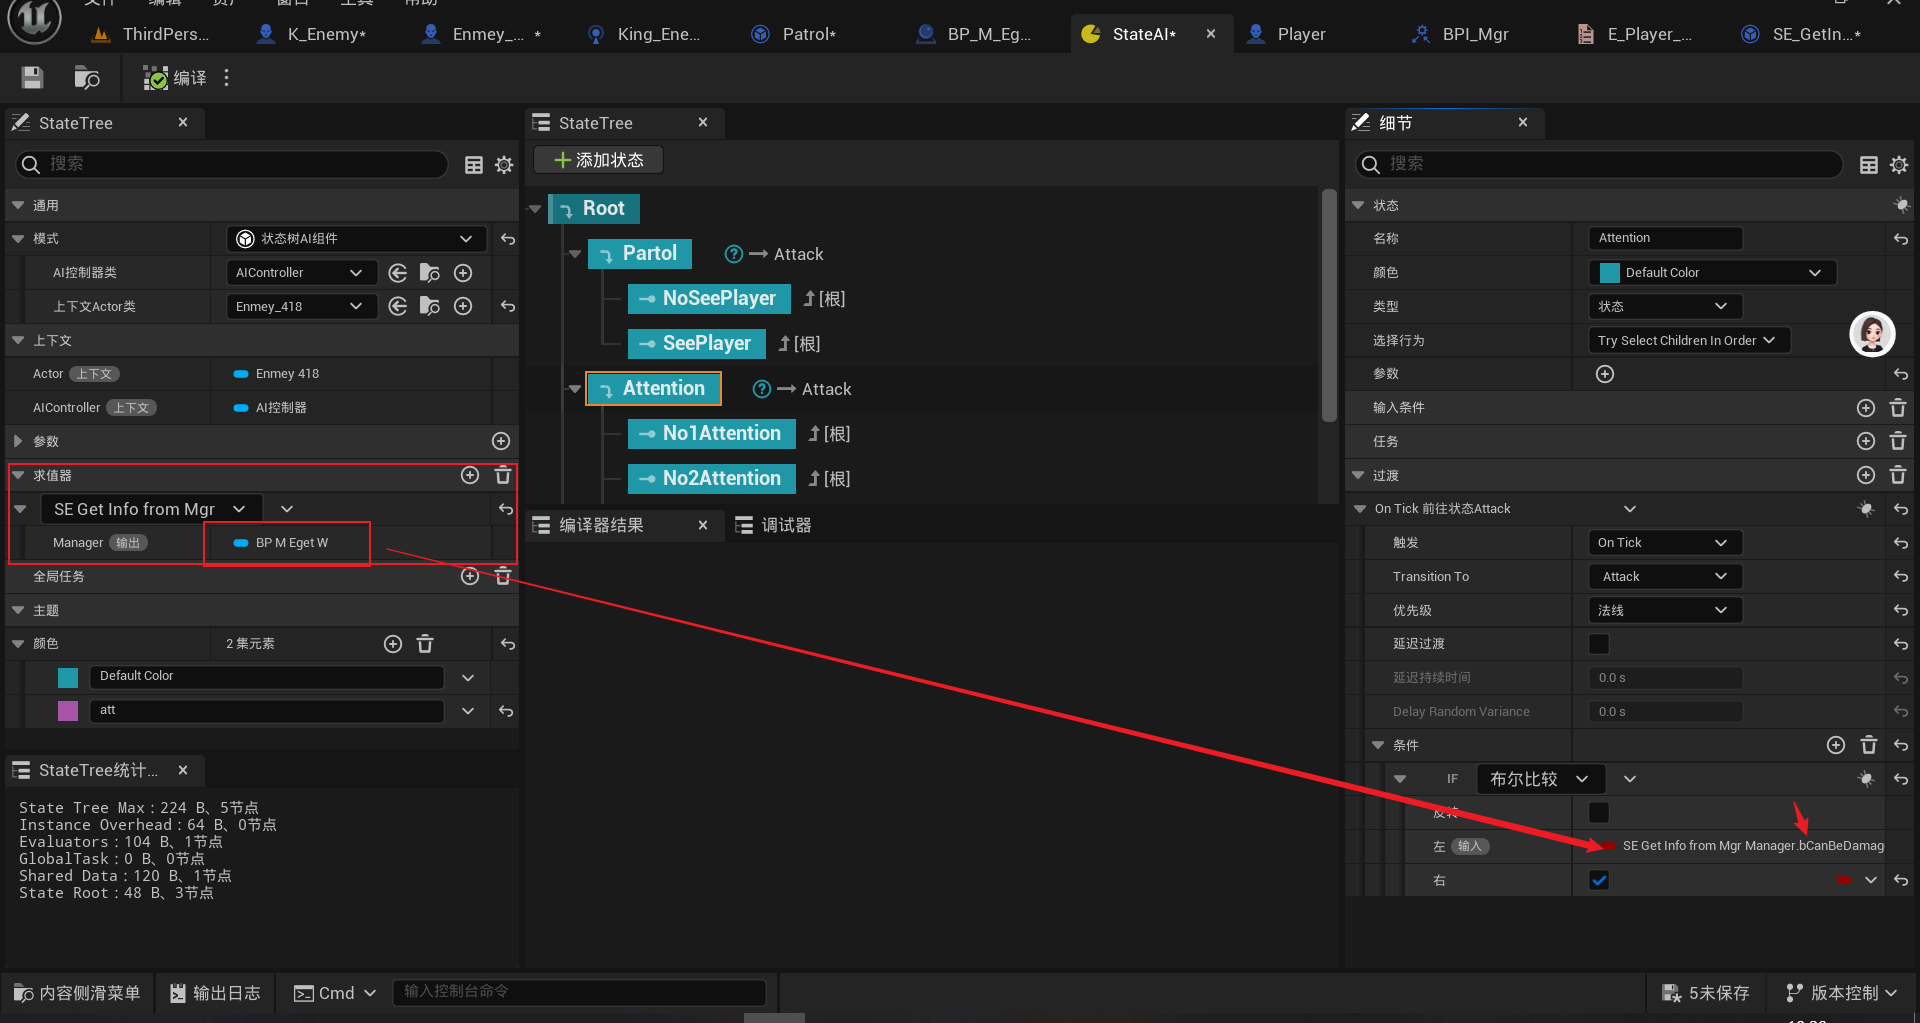 ThirdPers...
K_Enemy*
Enmey_... *
King_Ene...
Patrol*
BP_M_Eg...
StateAI*
Player
BPI_Mgr
E_Player_...
SE_GetIn...*
编译
StateTree
搜索
通用
模式
状态树AI组件
AI控制器类
AIController
上下文Actor类
Enmey_418
上下文
Actor 上下文
Enmey 418
AIController 上下文
AI控制器
参数
求值器
SE Get Info from Mgr
Manager 输出
BP M Eget W
全局任务
主题
颜色
2 集元素
Default Color
att
StateTree统计...
State Tree Max：224 B、5节点
Instance Overhead：64 B、0节点
Evaluators：104 B、1节点
GlobalTask：0 B、0节点
Shared Data：120 B、1节点
State Root：48 B、3节点
StateTree
添加状态
Root
Partol
Attack
NoSeePlayer
[根]
SeePlayer
[根]
Attention
Attack
No1Attention
[根]
No2Attention
[根]
编译器结果
调试器
细节
搜索
状态
名称
Attention
颜色
Default Color
类型
状态
选择行为
Try Select Children In Order
参数
输入条件
任务
过渡
On Tick 前往状态Attack
触发
On Tick
Transition To
Attack
优先级
法线
延迟过渡
延迟持续时间
0.0 s
Delay Random Variance
0.0 s
条件
IF
布尔比较
反转
左 输入
SE Get Info from Mgr Manager.bCanBeDamag
右
内容侧滑菜单
输出日志
Cmd
输入控制台命令
5未保存
版本控制